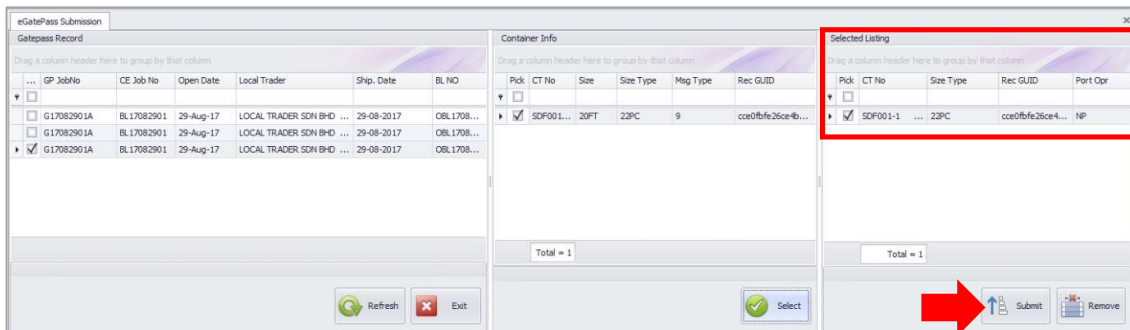 eGatePass Submission
Gatepass Record
Drag a column header here to group by that column
... GP JobNo CE Job No Open Date Local Trader Ship. Date BL NO
G17082901A BL17082901 29-Aug-17 LOCAL TRADER SDN BHD ... 29-08-2017 OBL1708...
G17082901A BL17082901 29-Aug-17 LOCAL TRADER SDN BHD ... 29-08-2017 OBL1708...
G17082901A BL17082901 29-Aug-17 LOCAL TRADER SDN BHD ... 29-08-2017 OBL1708...
Refresh Exit
Container Info
Drag a column header here to group by that column
Pick CT No Size Size Type Msg Type Rec GUID
SDF001... 20FT 22PC 9 cce0fbfe26ce4b...
Total = 1
Select
Selected Listing
Drag a column header here to group by that column
Pick CT No Size Type Rec GUID Port Opr
SDF001-1 ... 22PC cce0fbfe26ce4... NP
Total = 1
Submit Remove